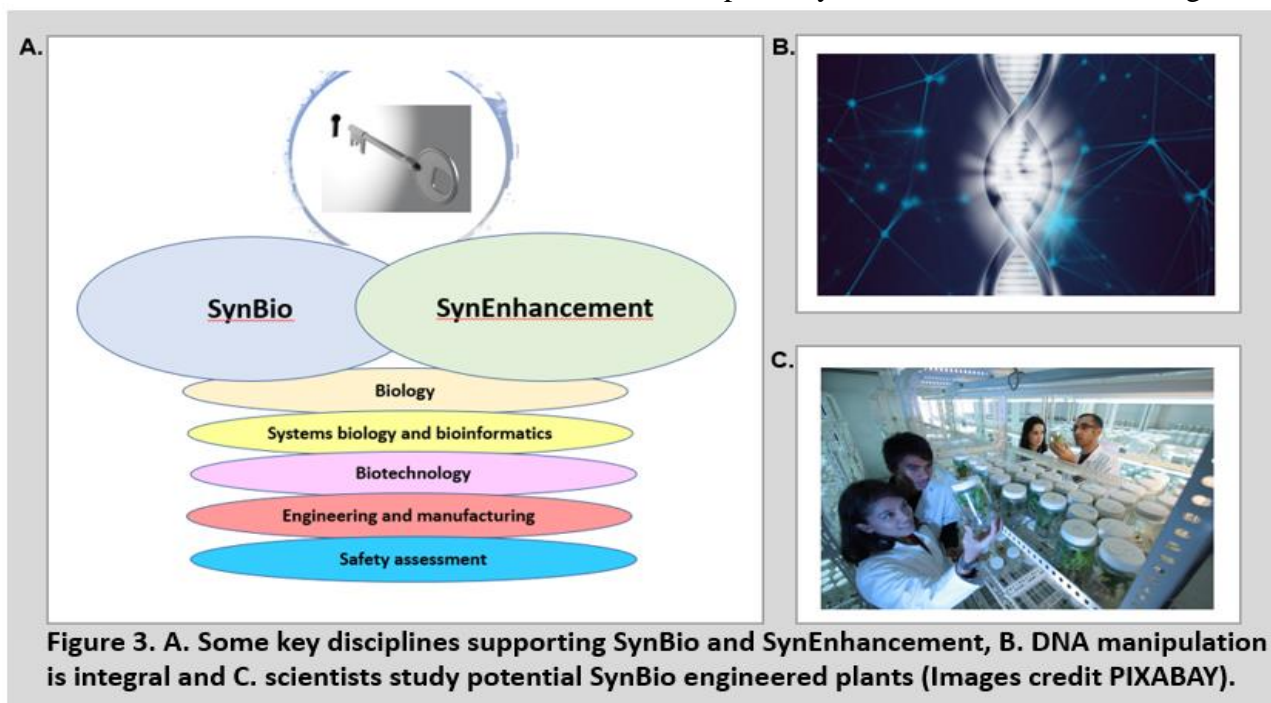 A.
SynBio
SynEnhancement
Biology
Systems biology and bioinformatics
Biotechnology
Engineering and manufacturing
Safety assessment
B.
C.
Figure 3. A. Some key disciplines supporting SynBio and SynEnhancement, B. DNA manipulation
is integral and C. scientists study potential SynBio engineered plants (Images credit PIXABAY).